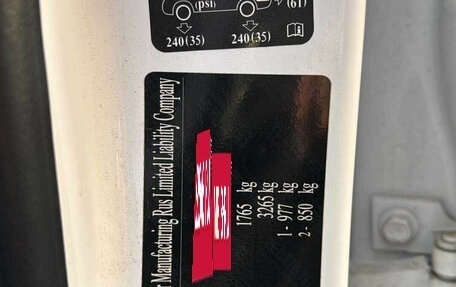 (psi)
(61)
240(35) 240(35)
r Manufacturing Rus Limited Liability Company
1765 kg
3265 kg
1 - 977 kg
2 - 850 kg